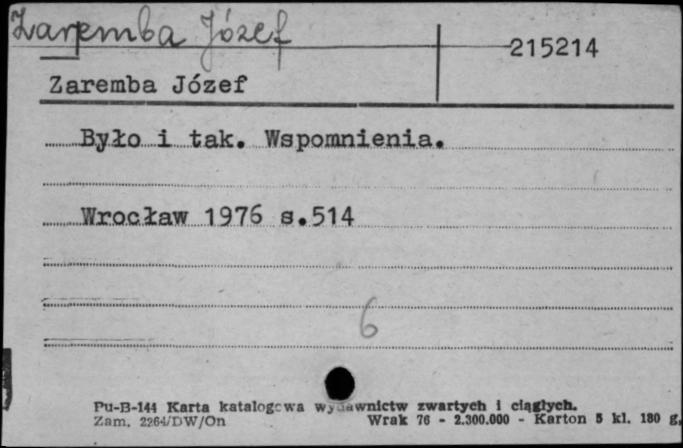 Zaremba Józef
215214
Zaremba Józef
Było i tak. Wspomnienia.
Wrocław 1976 s.514
6
Pu-B-144 Karta katalogowa wydawnictw zwartych i ciągłych.
Zam. 2264/DW/On Wrak 76 - 2.300.000 - Karton 5 kl. 180 g.